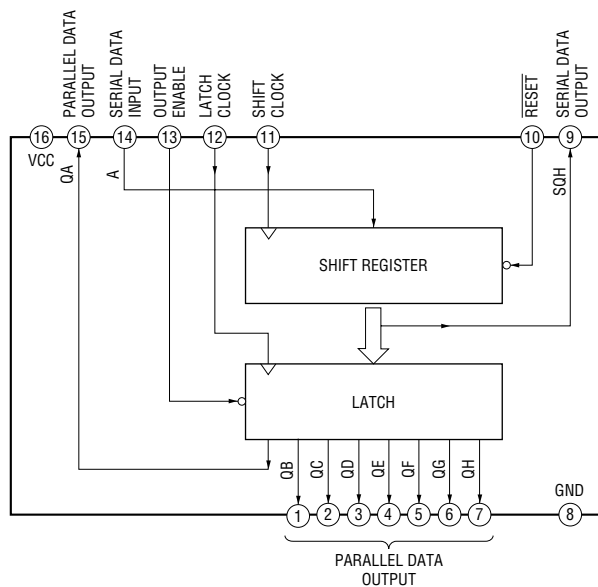 PARALLEL DATA
OUTPUT
SERIAL DATA
INPUT
OUTPUT
ENABLE
LATCH
CLOCK
SHIFT
CLOCK
RESET
SERIAL DATA
OUTPUT
16
15
14
13
12
11
10
9
VCC
QA
A
SQH
SHIFT REGISTER
LATCH
QB
QC
QD
QE
QF
QG
QH
GND
1
2
3
4
5
6
7
8
PARALLEL DATA
OUTPUT